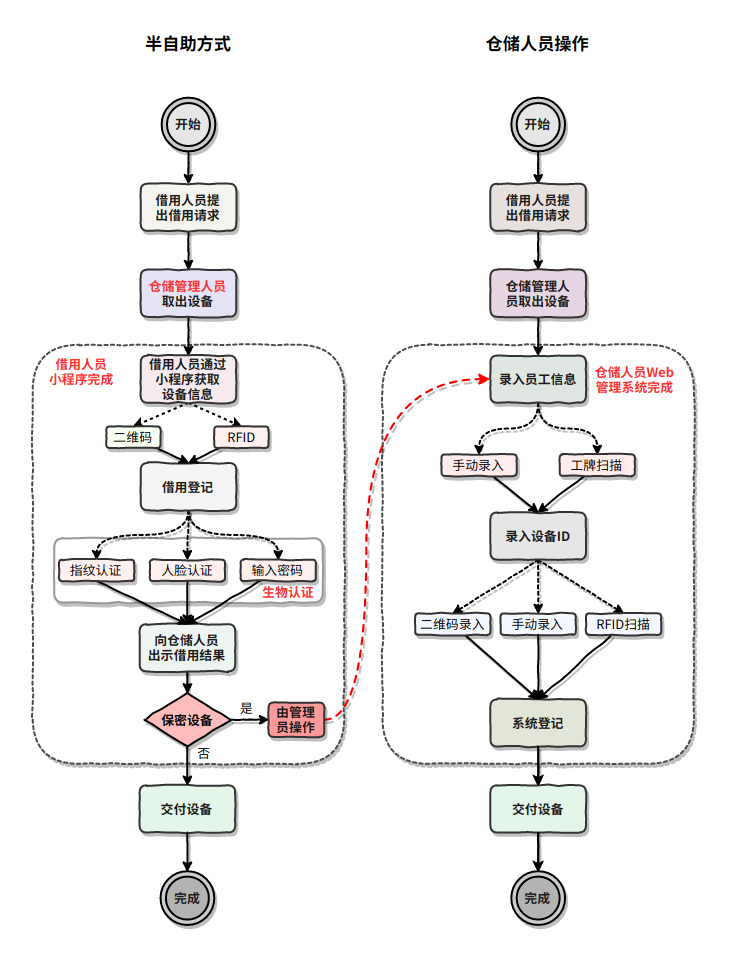 半自助方式
开始
借用人员提
出借用请求
仓储管理人员
取出设备
借用人员
小程序完成
借用人员通过
小程序获取
设备信息
二维码
RFID
借用登记
指纹认证
人脸认证
输入密码
生物认证
向仓储人员
出示借用结果
保密设备
是
由管理
员操作
否
交付设备
完成
仓储人员操作
开始
借用人员提
出借用请求
仓储管理人
员取出设备
录入员工信息
仓储人员Web
管理系统完成
手动录入
工牌扫描
录入设备ID
二维码录入
手动录入
RFID扫描
系统登记
交付设备
完成